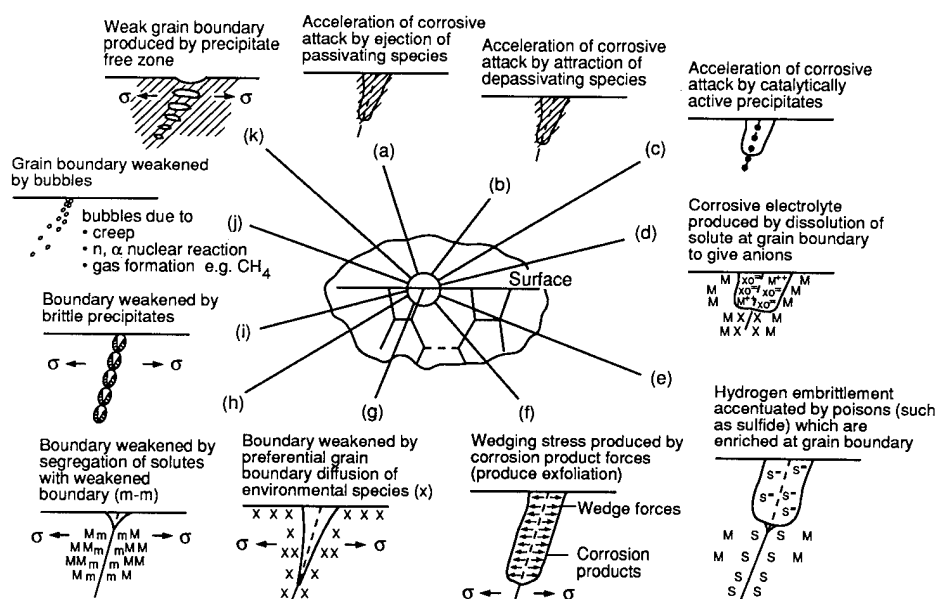 Weak grain boundary
produced by precipitate
free zone
σ
σ
(k)
Acceleration of corrosive
attack by ejection of
passivating species
(a)
Acceleration of corrosive
attack by attraction of
depassivating species
(b)
Acceleration of corrosive
attack by catalytically
active precipitates
(c)
Grain boundary weakened
by bubbles
bubbles due to
• creep
• n, α nuclear reaction
• gas formation e.g. CH₄
(j)
Corrosive electrolyte
produced by dissolution of
solute at grain boundary
to give anions
M xo= M++ M
M xo= xo= M
M M++ xo= M
M X X M
M X X M
(d)
Surface
Boundary weakened by
brittle precipitates
σ
σ
(i)
(h)
(g)
(f)
(e)
Boundary weakened by
segregation of solutes
with weakened
boundary (m-m)
σ
σ
M m m M
M M m m M M
M M m m M M
M m m M
Boundary weakened by
preferential grain
boundary diffusion of
environmental species (x)
x x x x x x x
σ
σ
x x
x x x x
x x
x x
Wedging stress produced by
corrosion product forces
(produce exfoliation)
Wedge forces
Corrosion
products
σ
σ
Hydrogen embrittlement
accentuated by poisons (such
as sulfide) which are
enriched at grain boundary
S=
S= S=
S= S=
M S S M
M S S M
S S
S